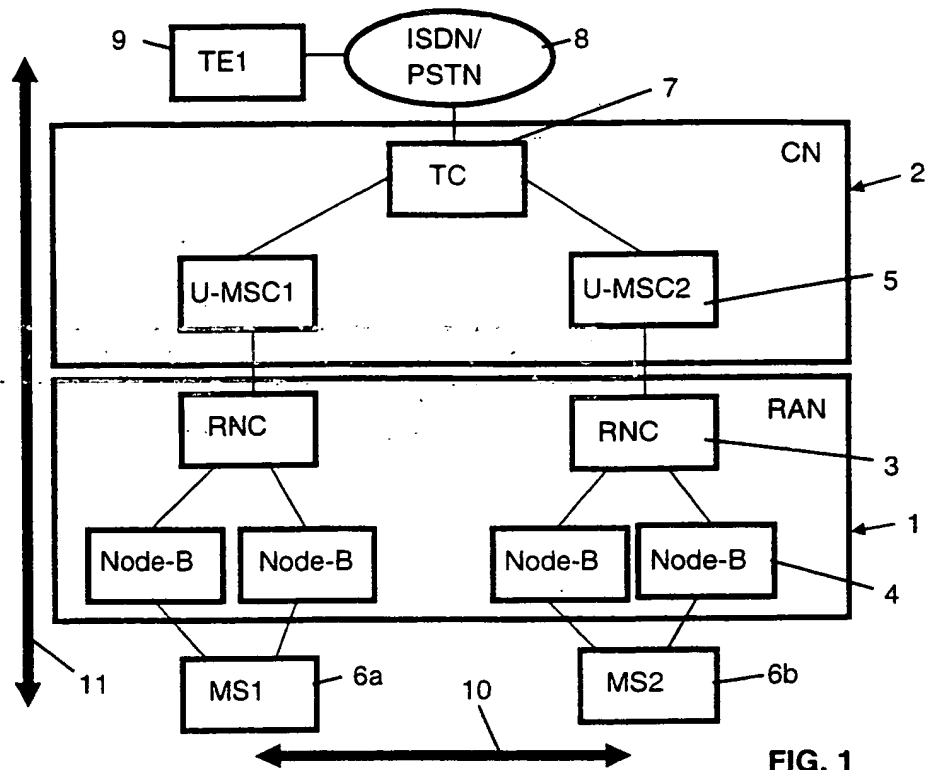 9
TE1
ISDN/
PSTN
8
7
CN
TC
2
U-MSC1
U-MSC2
5
RAN
RNC
RNC
3
1
Node-B
Node-B
Node-B
Node-B
4
11
MS1
6a
10
MS2
6b
FIG. 1